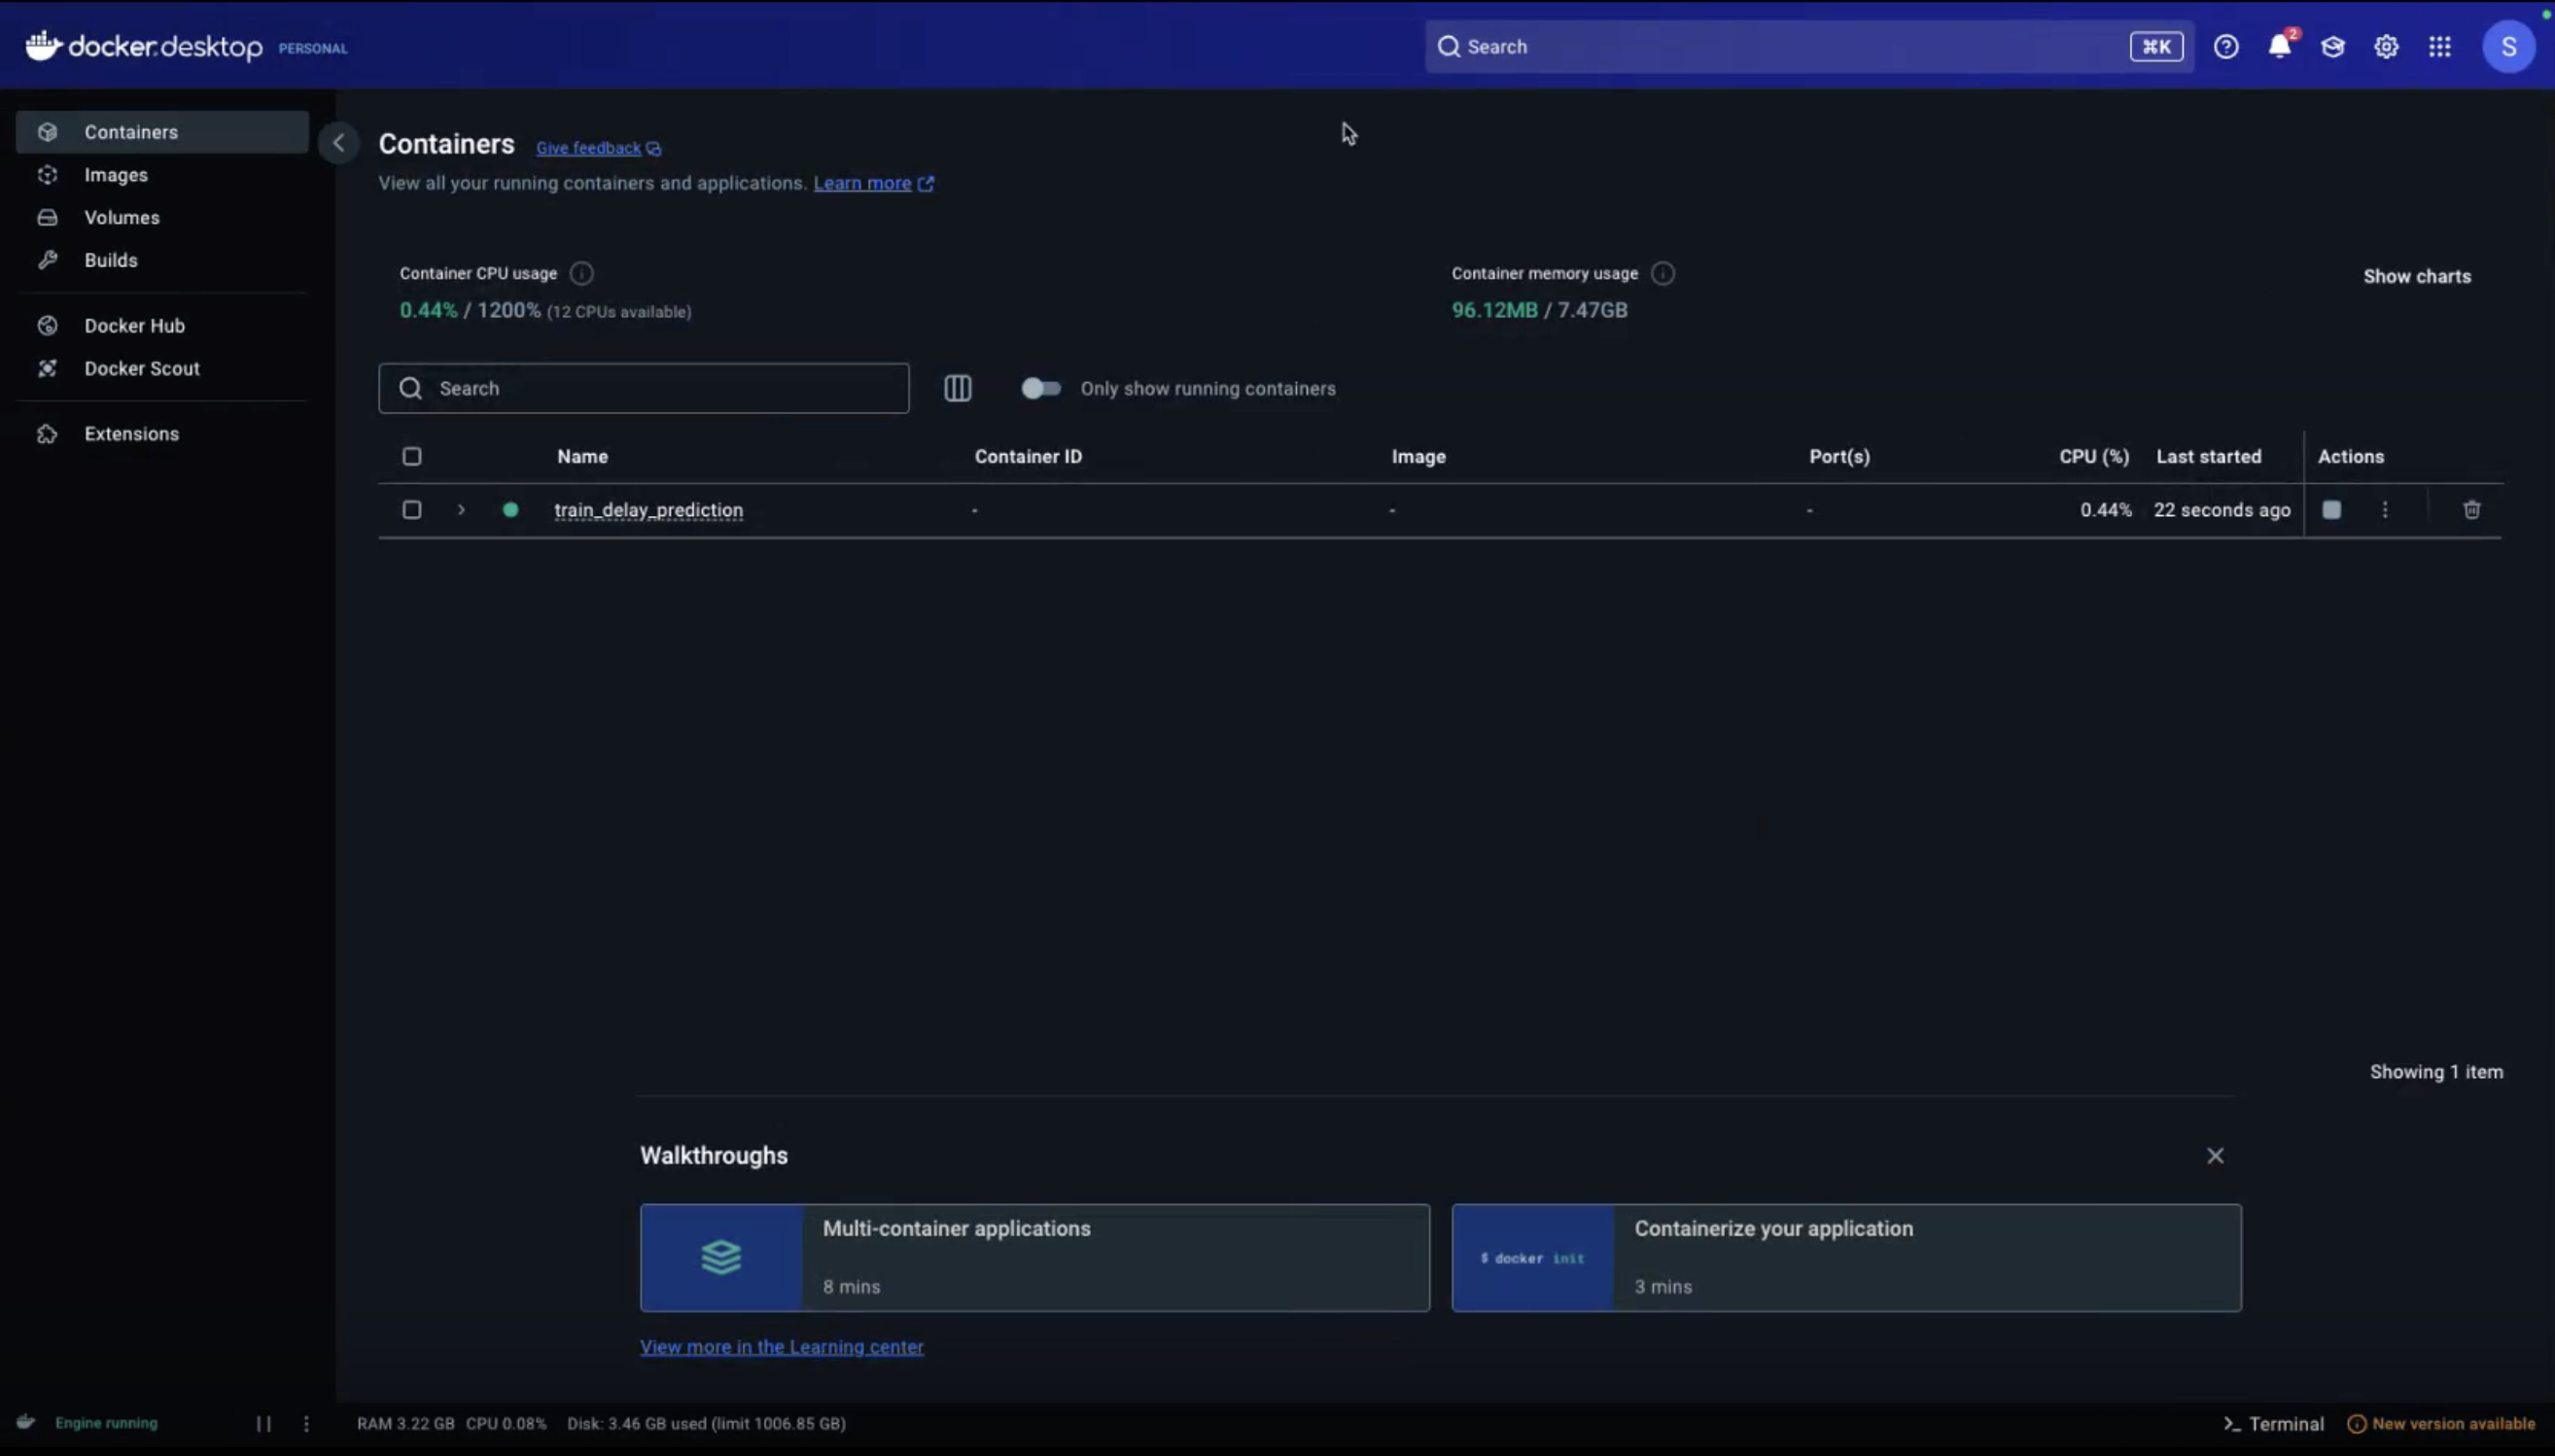 docker.desktop PERSONAL
Search ⌘K
2
S
Containers
Images
Volumes
Builds
Docker Hub
Docker Scout
Extensions
Containers Give feedback
View all your running containers and applications. Learn more
Container CPU usage
0.44% / 1200% (12 CPUs available)
Container memory usage
96.12MB / 7.47GB
Show charts
Search
Only show running containers
Name Container ID Image Port(s) CPU (%) Last started Actions
train_delay_prediction - - - 0.44% 22 seconds ago
Showing 1 item
Walkthroughs
Multi-container applications
8 mins
$ docker init
Containerize your application
3 mins
View more in the Learning center
Engine running
RAM 3.22 GB CPU 0.08% Disk: 3.46 GB used (limit 1006.85 GB)
>_ Terminal
New version available